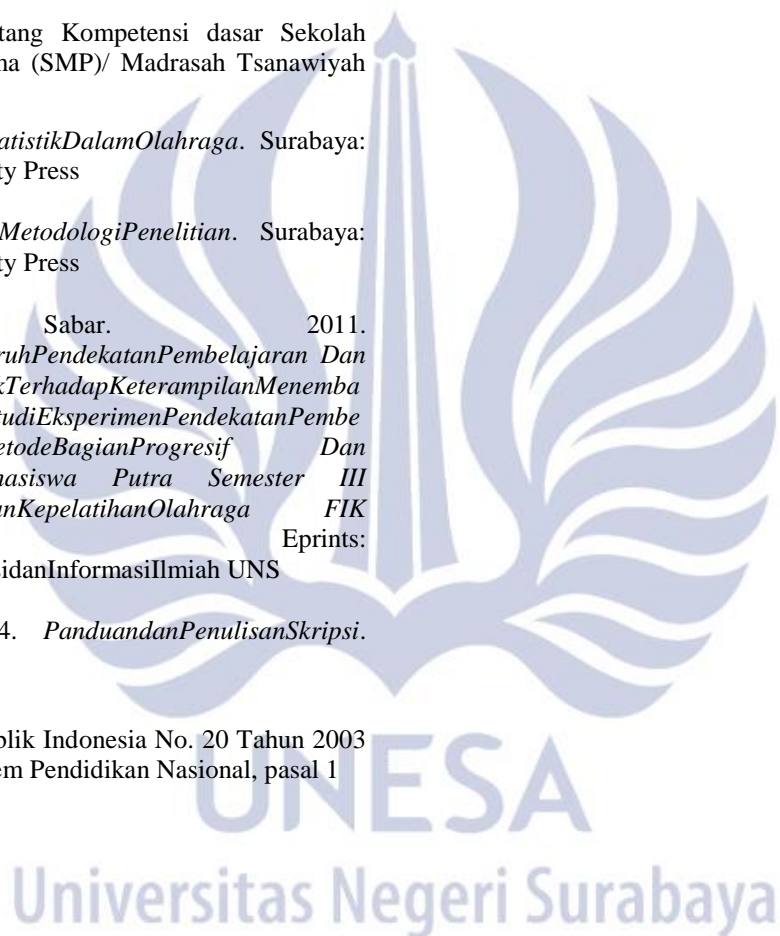 tang Kompetensi dasar Sekolah
na (SMP)/ Madrasah Tsanawiyah
atistikDalamOlahraga. Surabaya:
ty Press
MetodologiPenelitian. Surabaya:
ty Press
Sabar. 2011.
ruhPendekatanPembelajaran Dan
kTerhadapKeterampilanMenemba
tudiEksperimenPendekatanPembe
etodeBagianProgresif Dan
hasiswa Putra Semester III
anKepelatihanOlahraga FIK
Eprints:
sidanInformasiIlmiah UNS
4. PanduandanPenulisanSkripsi.
blik Indonesia No. 20 Tahun 2003
em Pendidikan Nasional, pasal 1
UNESA
Universitas Negeri Surabaya